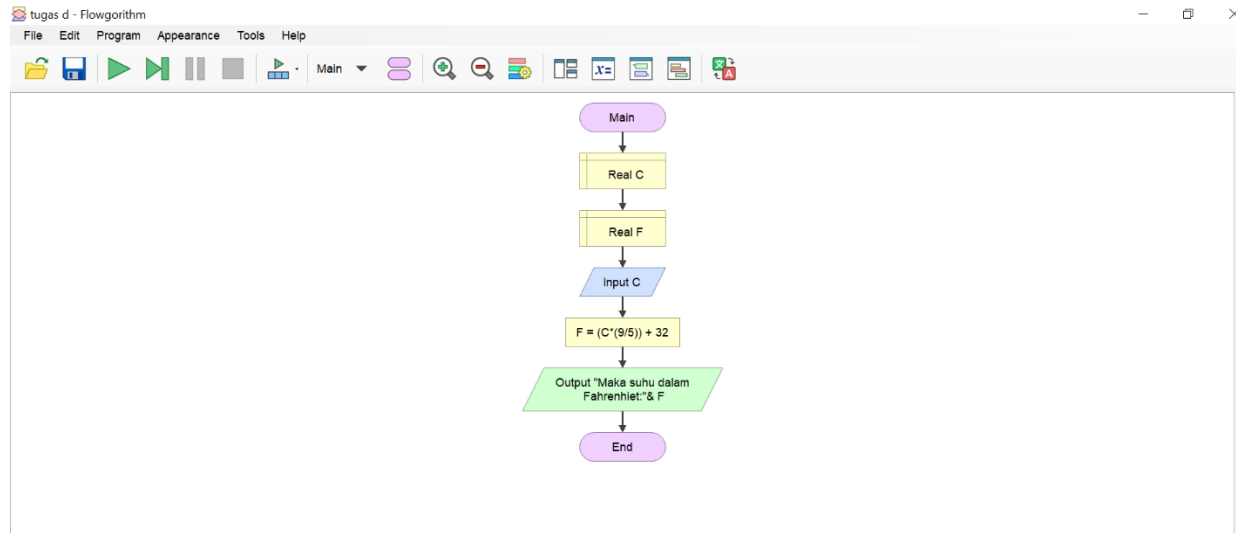 tugas d - Flowgorithm
File Edit Program Appearance Tools Help
Main
x=
文 A
Main
Real C
Real F
Input C
F = (C*(9/5)) + 32
Output "Maka suhu dalam
Fahrenhiet:"& F
End